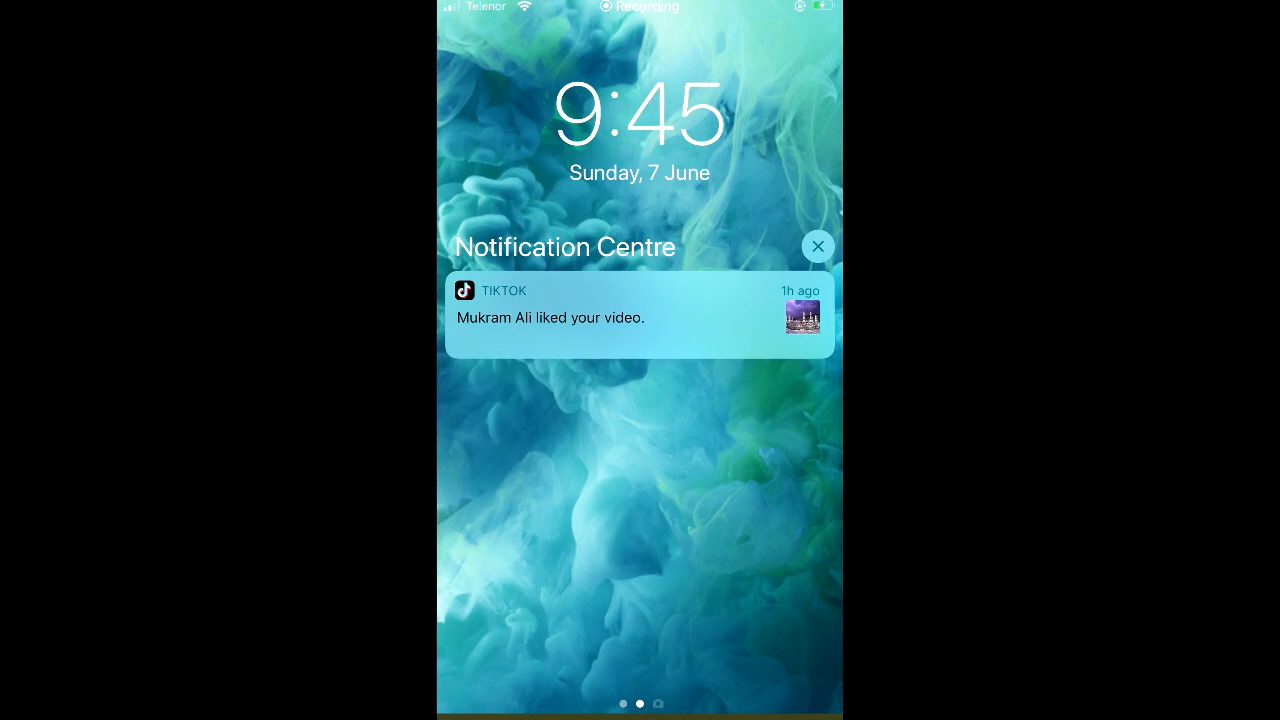 Telenor
Recording
9:45
Sunday, 7 June
Notification Centre
TIKTOK
1h ago
Mukram Ali liked your video.